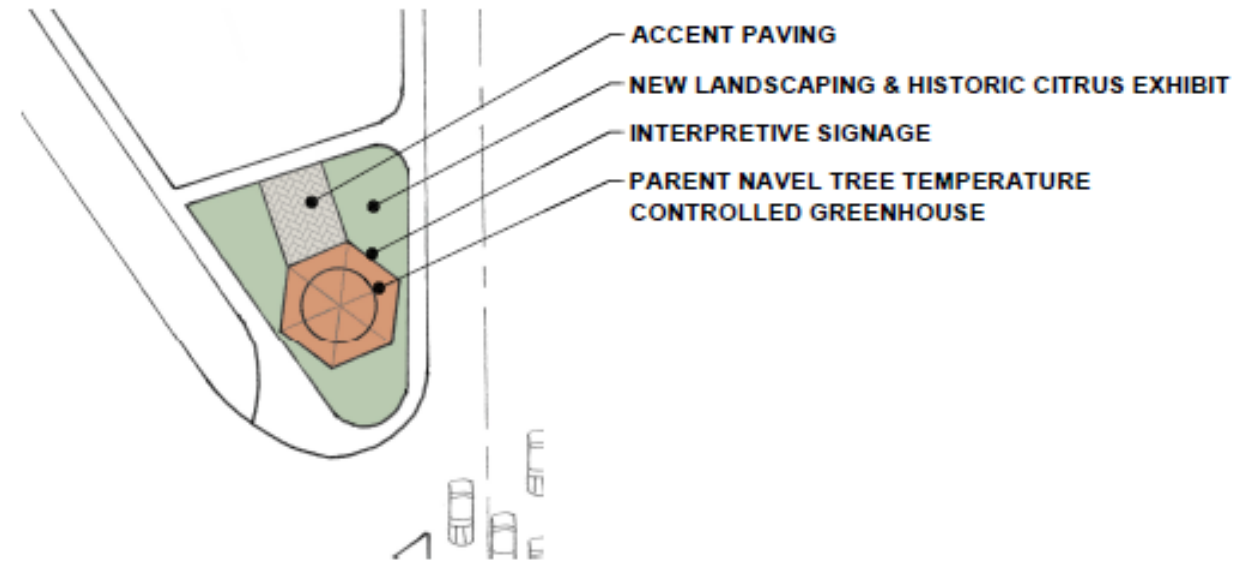 ACCENT PAVING
NEW LANDSCAPING & HISTORIC CITRUS EXHIBIT
INTERPRETIVE SIGNAGE
PARENT NAVEL TREE TEMPERATURE
CONTROLLED GREENHOUSE